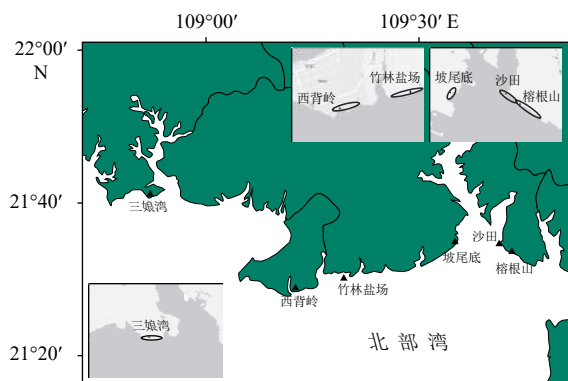 109°00′
109°30′ E
22°00′
N
竹林盐场
西背岭
坡尾底
沙田
榕根山
21°40′
三娘湾
沙田
坡尾底
榕根山
西背岭
竹林盐场
三娘湾
北部湾
21°20′